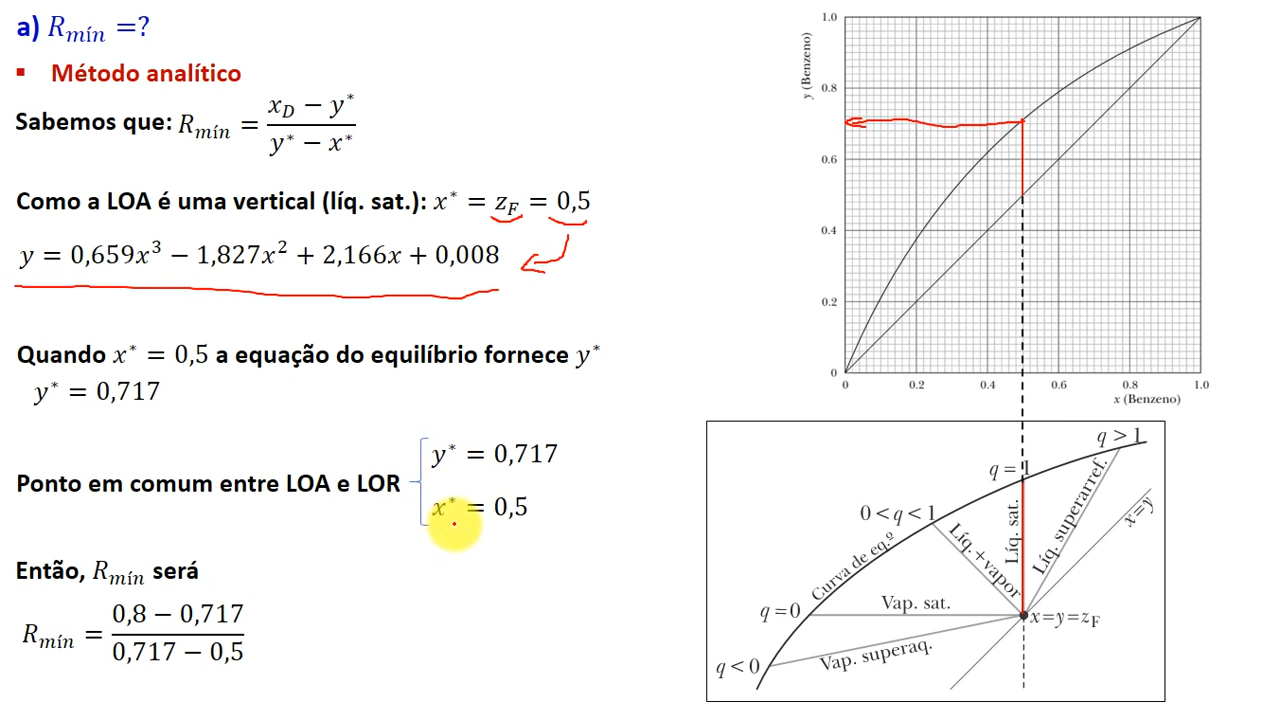 a) R_mín =?
▪ Método analítico
Sabemos que: R_mín = (x_D − y*) / (y* − x*)
Como a LOA é uma vertical (líq. sat.): x* = z_F = 0,5
y = 0,659x³ − 1,827x² + 2,166x + 0,008
Quando x* = 0,5 a equação do equilíbrio fornece y*
y* = 0,717
Ponto em comum entre LOA e LOR
y* = 0,717
x* = 0,5
Então, R_mín será
R_mín = (0,8 − 0,717) / (0,717 − 0,5)
y (Benzeno)
1.0
0.8
0.6
0.4
0.2
0
0 0.2 0.4 0.6 0.8 1.0
x (Benzeno)
q > 1
q = 1
0 < q < 1
q = 0
q < 0
Curva de eq.º
Líq.+vapor
Líq. sat.
Líq. superarref.
x=y
Vap. sat.
x=y=z_F
Vap. superaq.